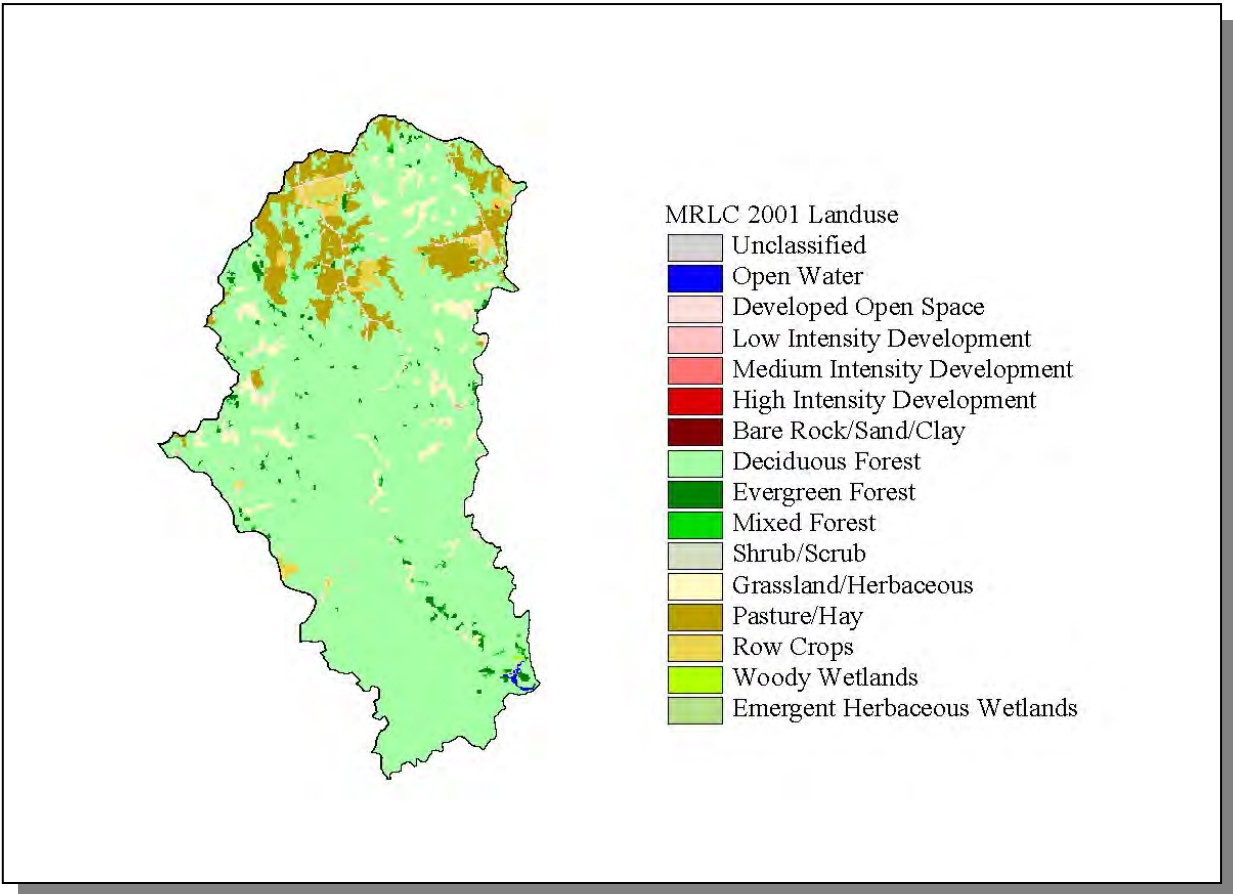 MRLC 2001 Landuse
Unclassified
Open Water
Developed Open Space
Low Intensity Development
Medium Intensity Development
High Intensity Development
Bare Rock/Sand/Clay
Deciduous Forest
Evergreen Forest
Mixed Forest
Shrub/Scrub
Grassland/Herbaceous
Pasture/Hay
Row Crops
Woody Wetlands
Emergent Herbaceous Wetlands